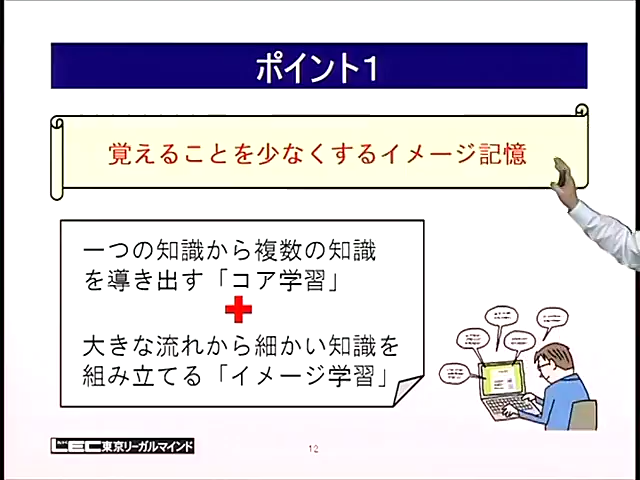 ポイント1
覚えることを少なくするイメージ記憶
一つの知識から複数の知識
を導き出す「コア学習」
大きな流れから細かい知識を
組み立てる「イメージ学習」
LEC東京リーガルマインド
12